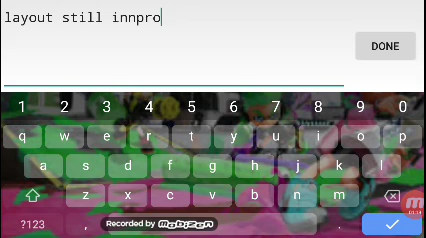 layout still innpro
DONE
1 2 3 4 5 6 7 8 9 0
q w e r t y u i o p
a s d f g h j k l
z x c v b n m
?123 , Recorded by mobizen .